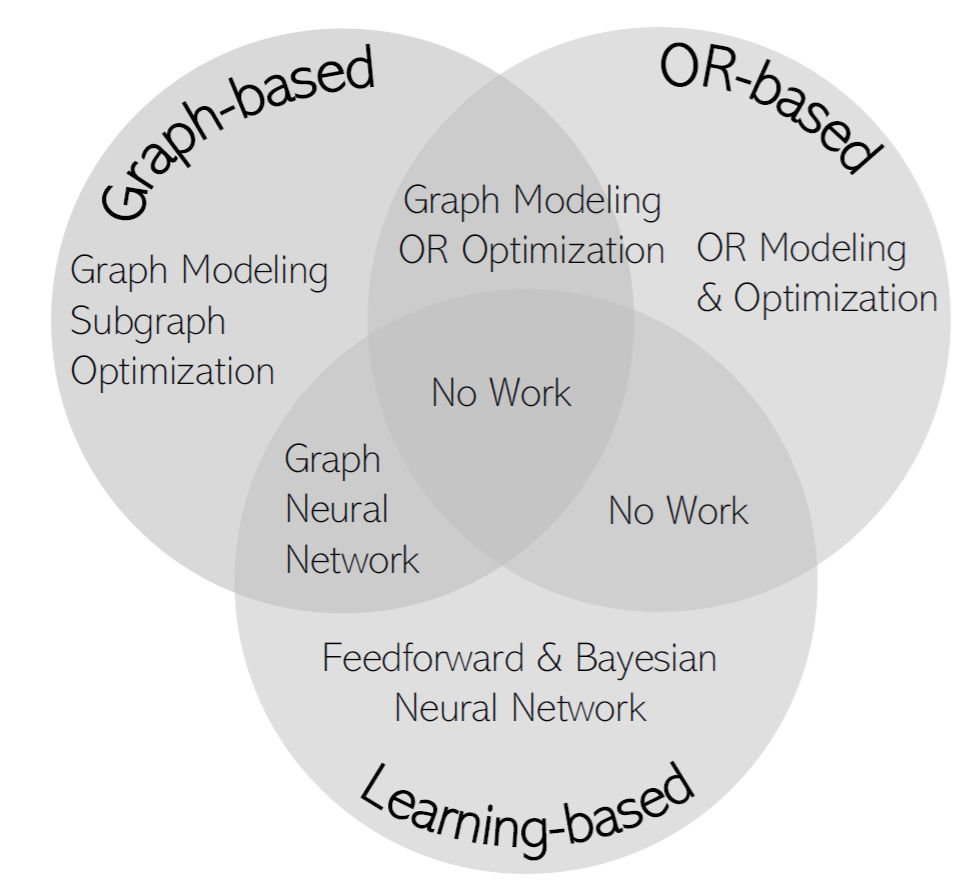 Graph-based
OR-based
Graph Modeling
OR Optimization
OR Modeling
& Optimization
Graph Modeling
Subgraph
Optimization
No Work
Graph
Neural
Network
No Work
Feedforward & Bayesian
Neural Network
Learning-based